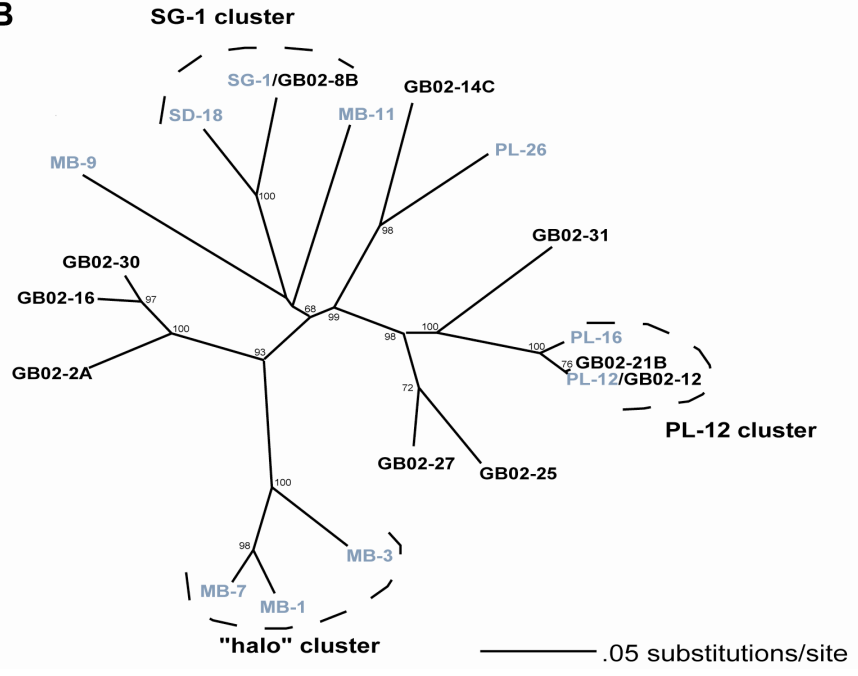 B
SG-1 cluster
SG-1/GB02-8B
GB02-14C
SD-18
MB-11
PL-26
MB-9
100
98
GB02-31
GB02-30
GB02-16
97
68
99
100
98
100
PL-16
100
93
76
GB02-21B
GB02-2A
PL-12/GB02-12
72
PL-12 cluster
GB02-27
GB02-25
100
98
MB-3
MB-7
MB-1
"halo" cluster
.05 substitutions/site